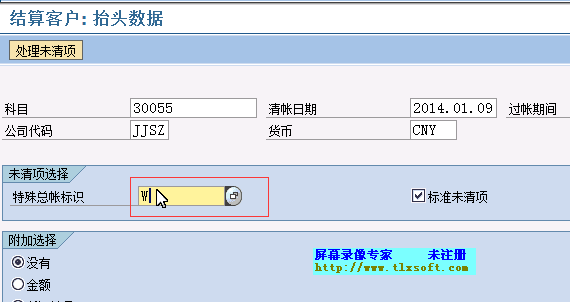 结算客户: 抬头数据
处理未清项
科目 30055 清帐日期 2014.01.09 过帐期间
公司代码 JJSZ 货币 CNY
未清项选择
特殊总帐标识 W 标准未清项
附加选择
没有
金额
屏幕录像专家 未注册
http://www.tlxsoft.com